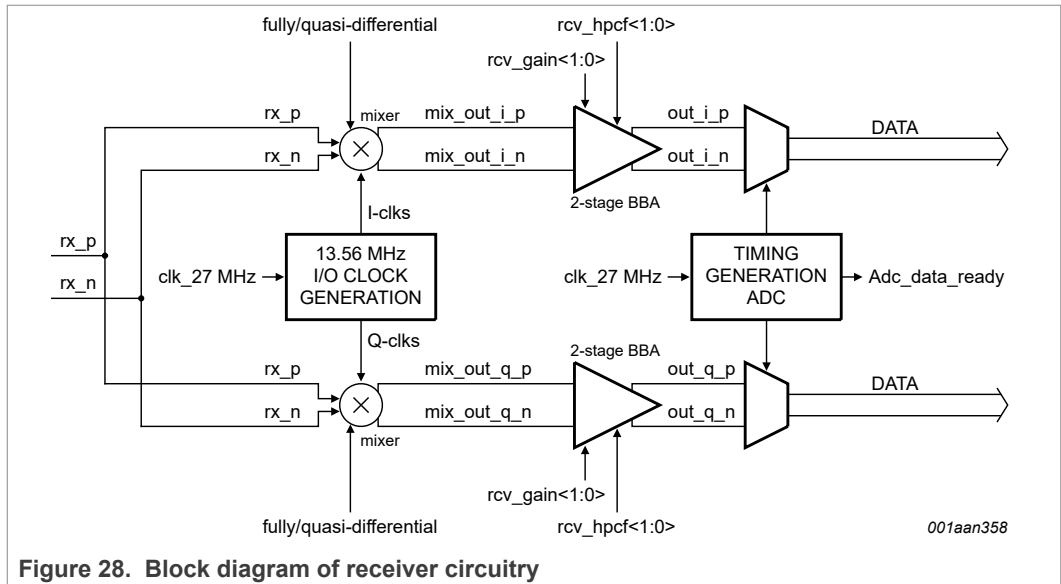 fully/quasi-differential
rcv_hpcf<1:0>
rcv_gain<1:0>
rx_p
mixer
mix_out_i_p
out_i_p
DATA
rx_n
mix_out_i_n
out_i_n
2-stage BBA
I-clks
rx_p
rx_n
clk_27 MHz
13.56 MHz
I/O CLOCK
GENERATION
clk_27 MHz
TIMING
GENERATION
ADC
Adc_data_ready
Q-clks
2-stage BBA
rx_p
mix_out_q_p
out_q_p
DATA
rx_n
mix_out_q_n
out_q_n
mixer
rcv_gain<1:0>
fully/quasi-differential
rcv_hpcf<1:0>
001aan358
Figure 28. Block diagram of receiver circuitry